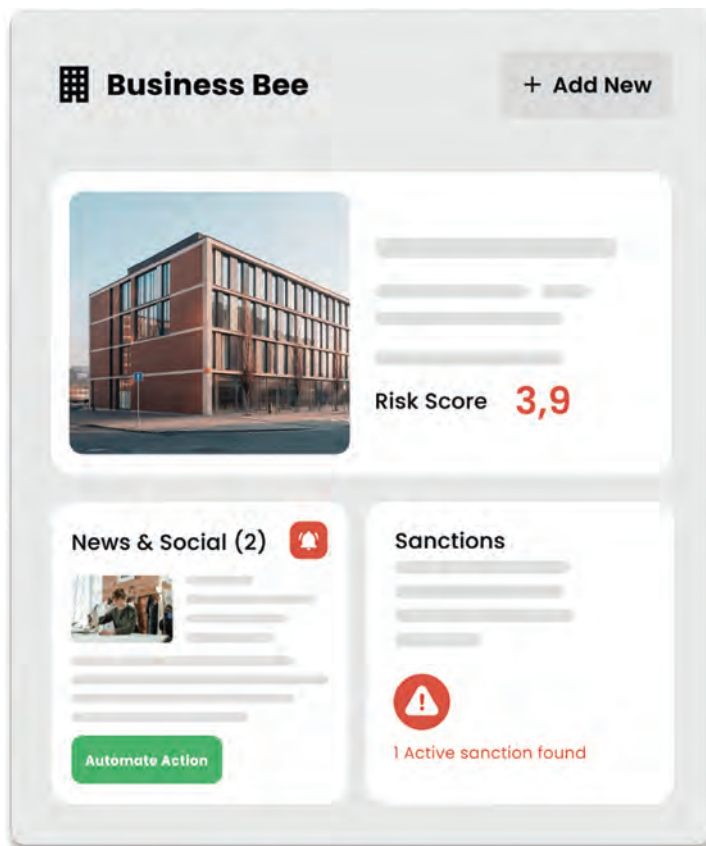 Business Bee
+ Add New
Risk Score 3,9
News & Social (2)
Sanctions
Automate Action
1 Active sanction found